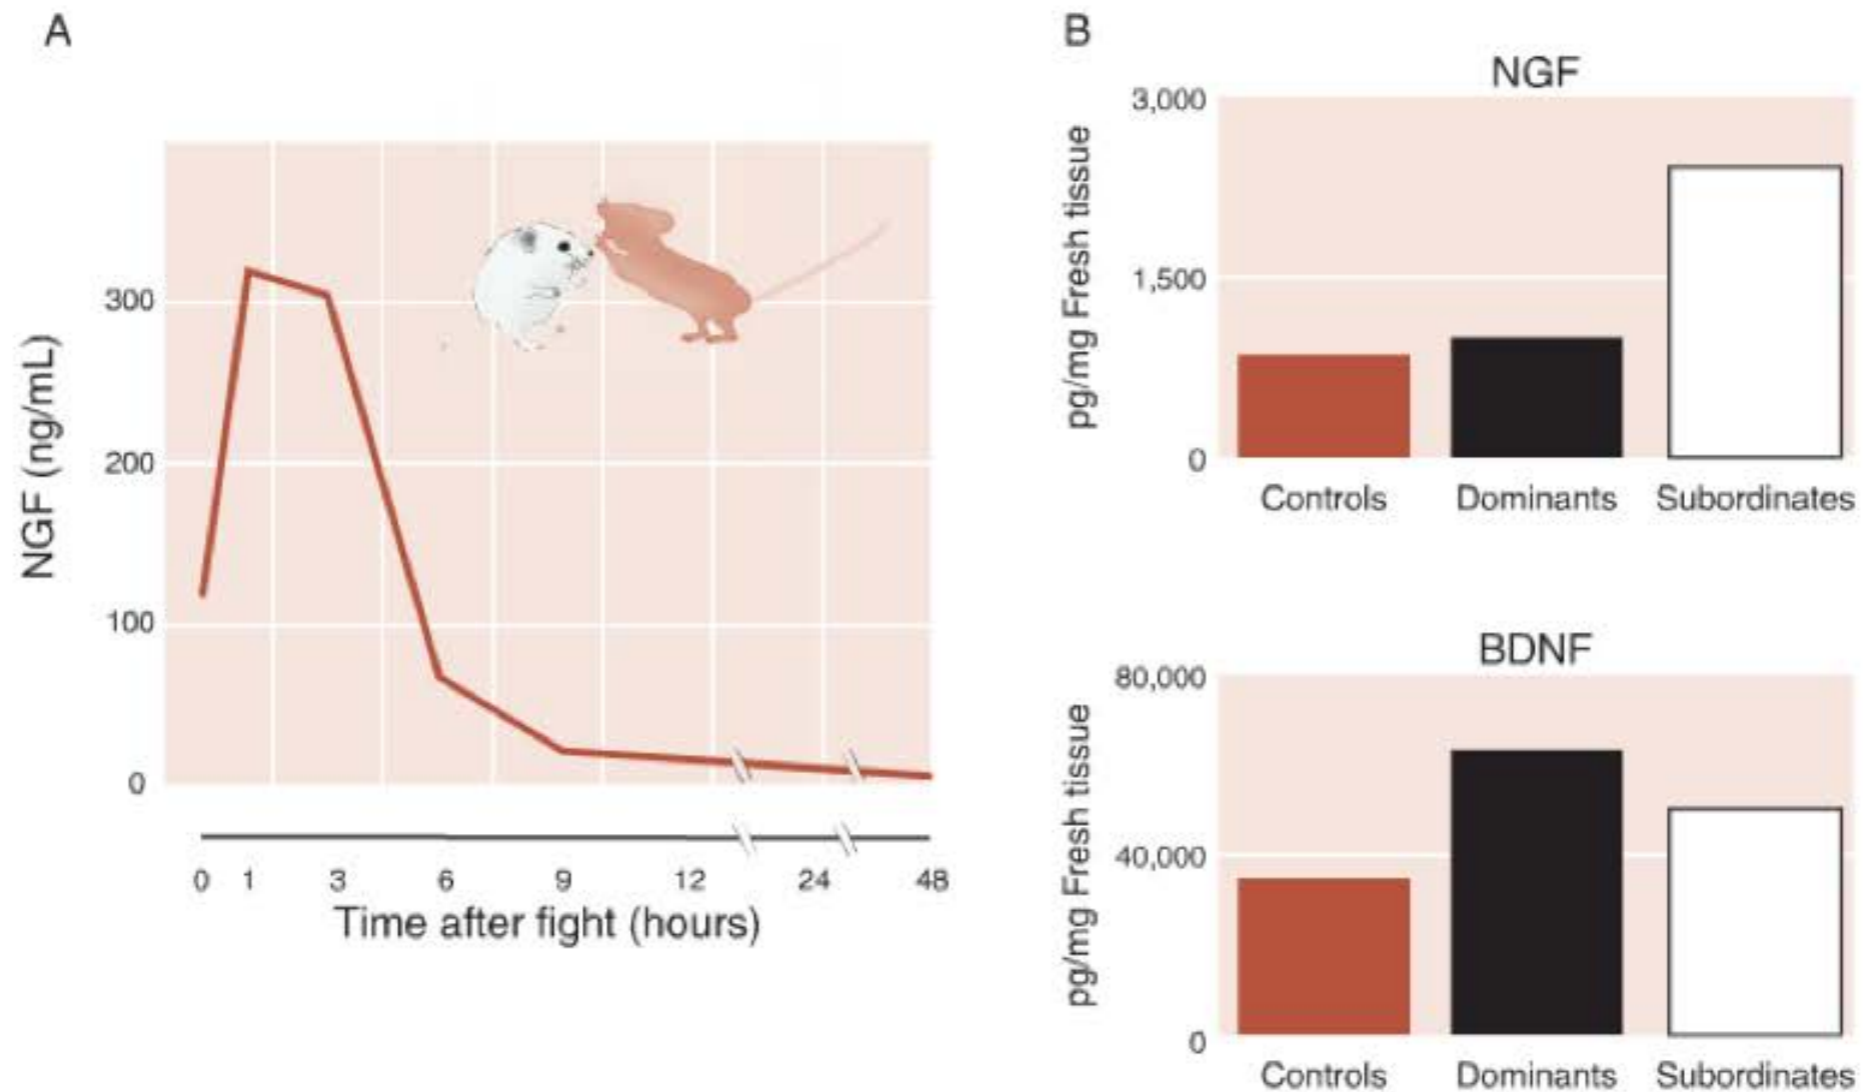 A
NGF (ng/mL)
300
200
100
0
0 1 3 6 9 12 24 48
Time after fight (hours)
B
NGF
pg/mg Fresh tissue
3,000
1,500
0
Controls Dominants Subordinates
BDNF
pg/mg Fresh tissue
80,000
40,000
0
Controls Dominants Subordinates